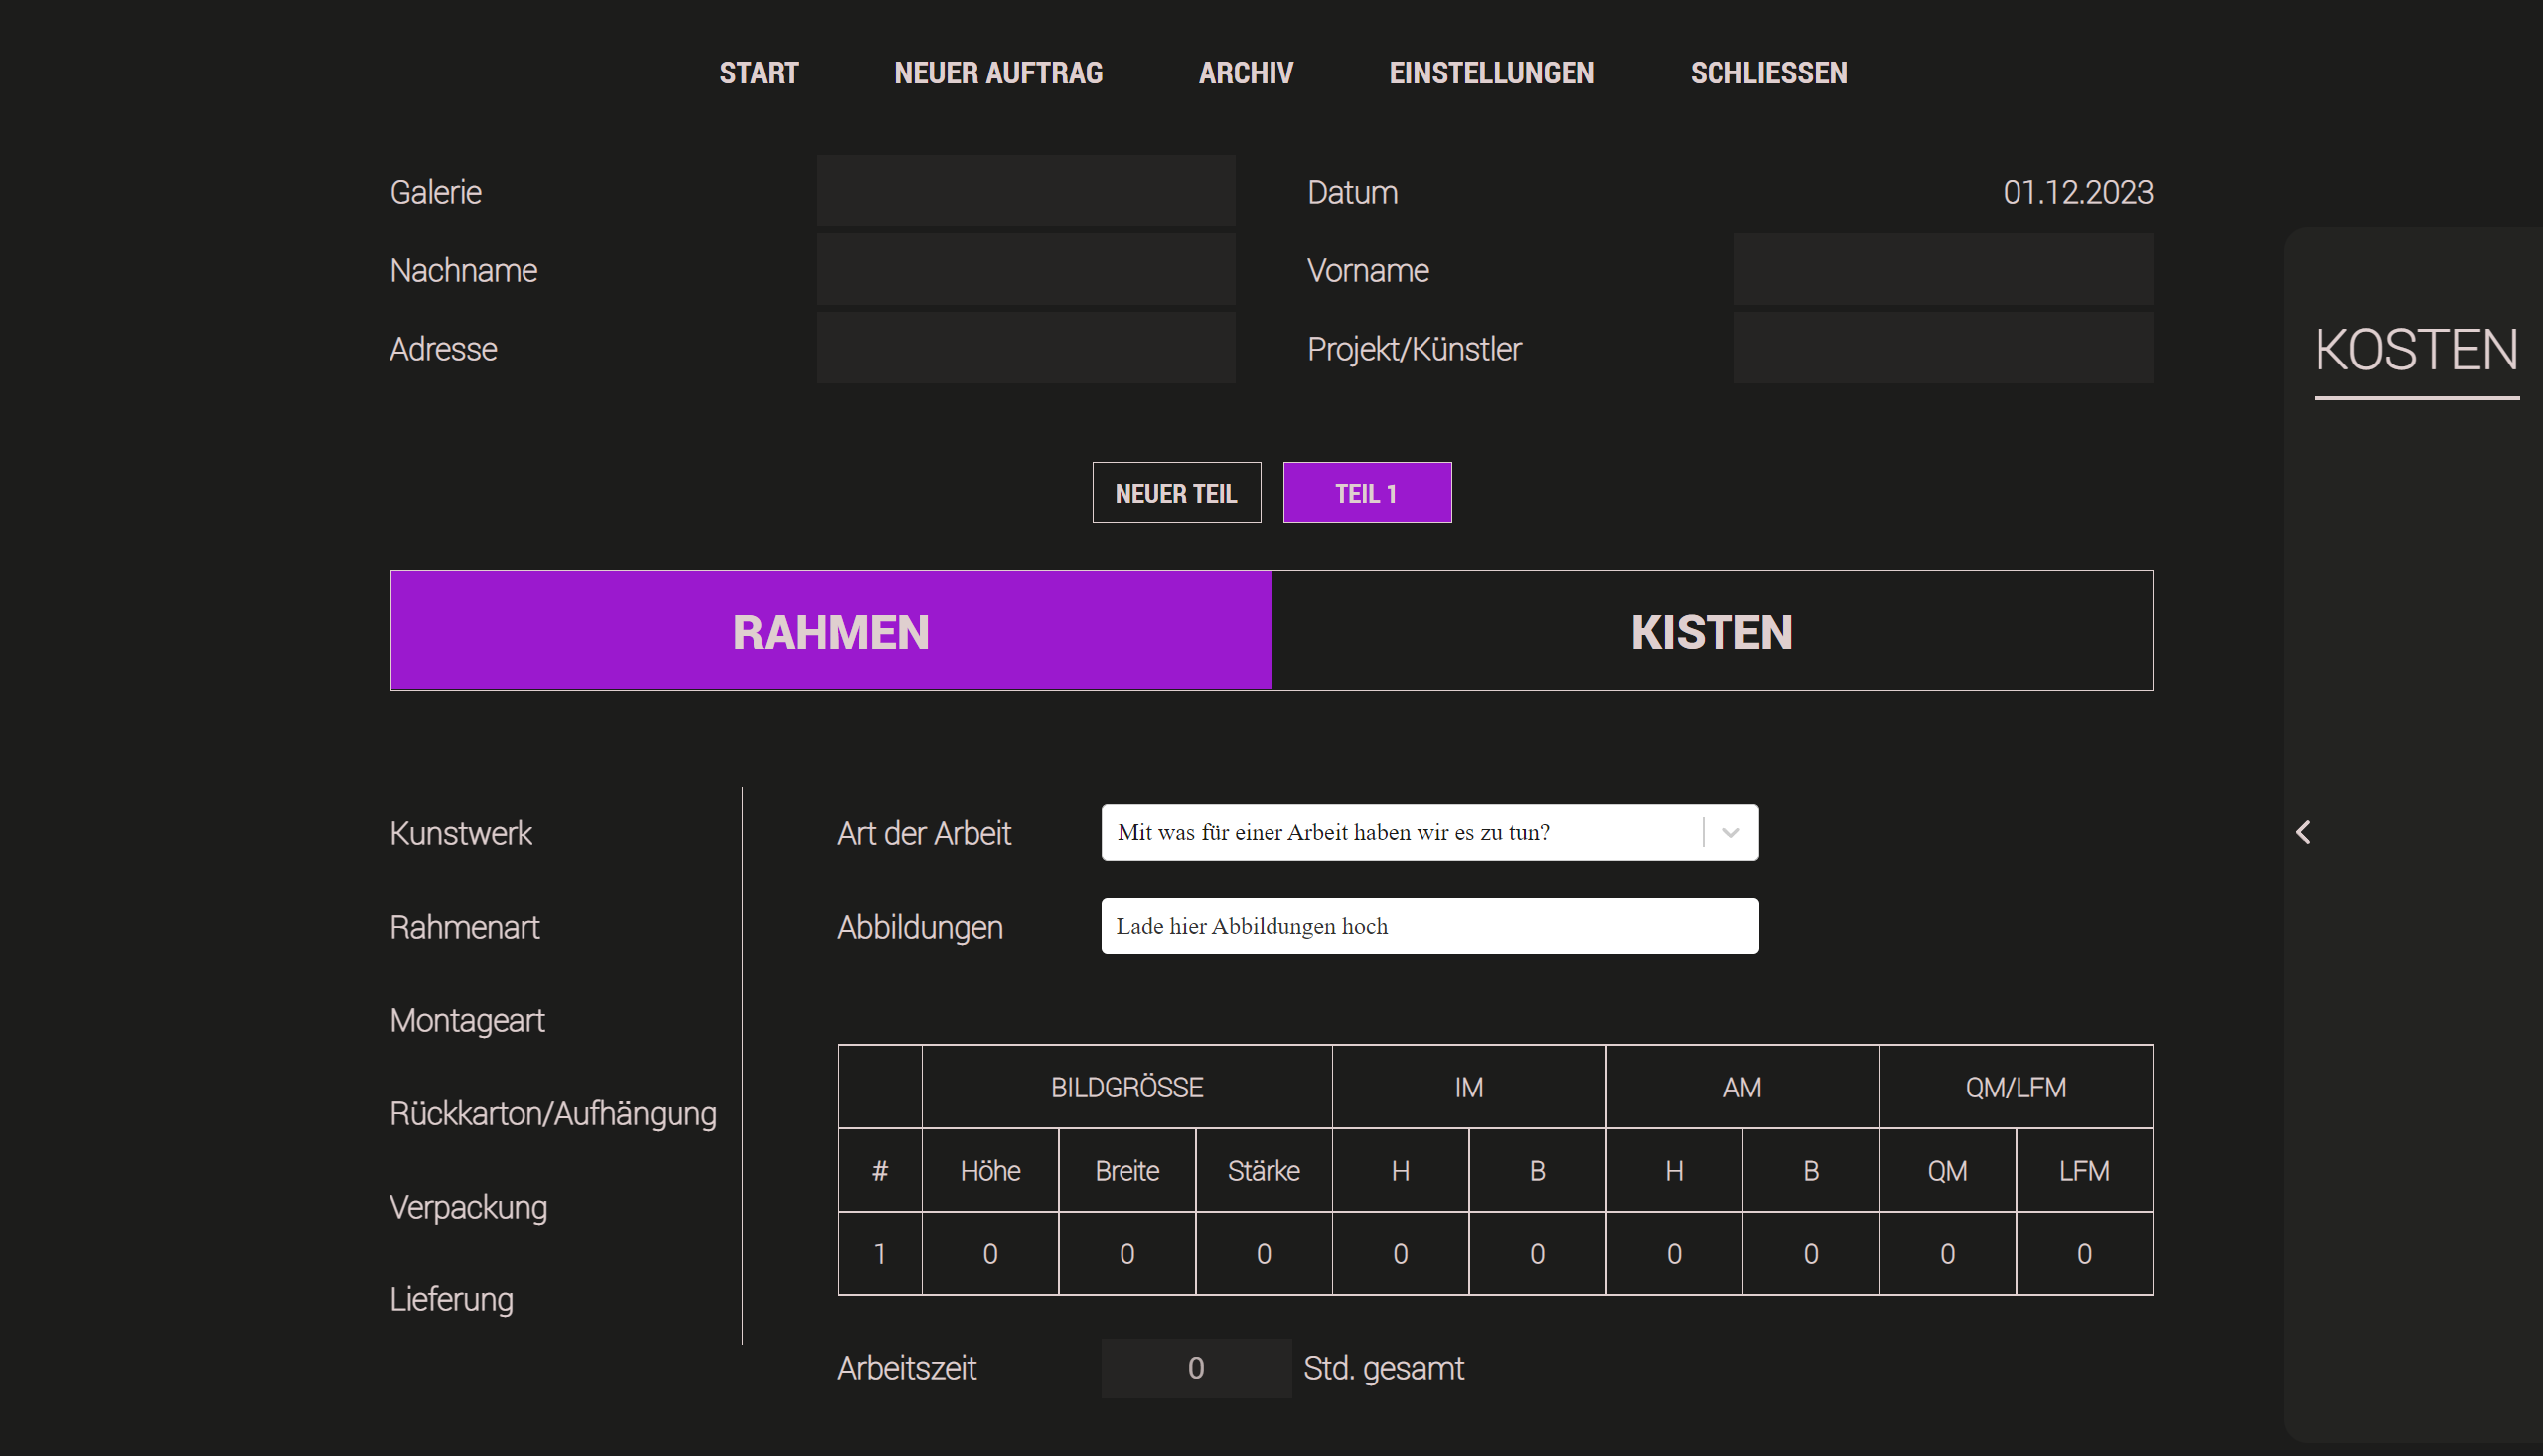 START NEUER AUFTRAG ARCHIV EINSTELLUNGEN SCHLIESSEN
Galerie Datum 01.12.2023
Nachname Vorname
Adresse Projekt/Künstler
KOSTEN
NEUER TEIL TEIL 1
RAHMEN KISTEN
Kunstwerk
Rahmenart
Montageart
Rückkarton/Aufhängung
Verpackung
Lieferung
Art der Arbeit Mit was für einer Arbeit haben wir es zu tun?
Abbildungen Lade hier Abbildungen hoch
BILDGRÖSSE IM AM QM/LFM
# Höhe Breite Stärke H B H B QM LFM
1 0 0 0 0 0 0 0 0 0
Arbeitszeit 0 Std. gesamt